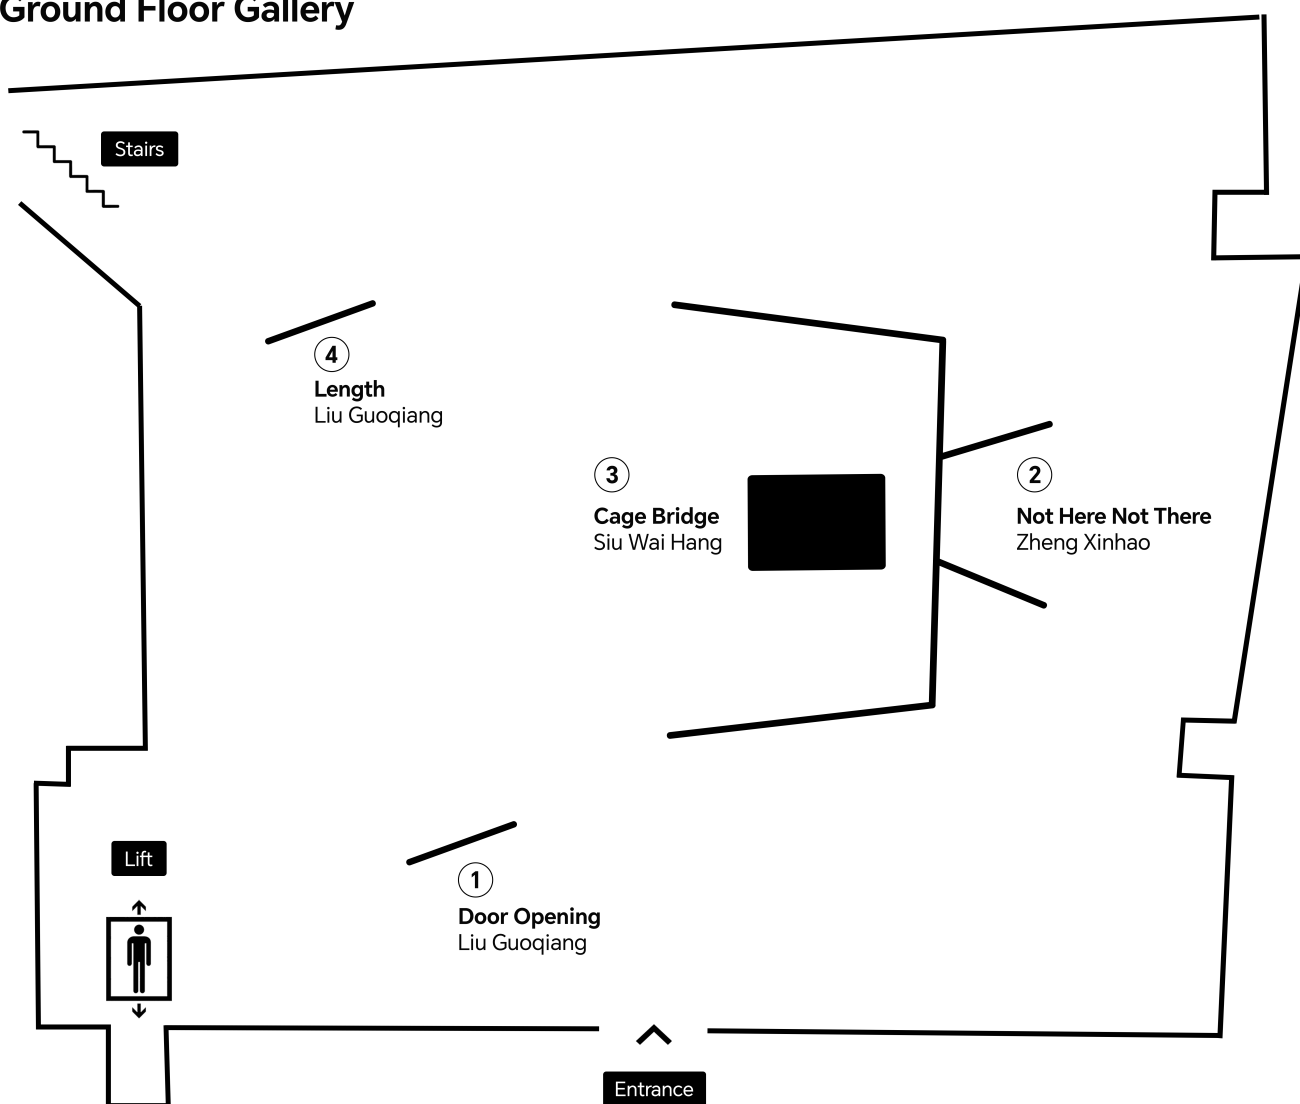 Ground Floor Gallery
Stairs
4
Length
Liu Guoqiang
3
Cage Bridge
Siu Wai Hang
2
Not Here Not There
Zheng Xinhao
Lift
1
Door Opening
Liu Guoqiang
Entrance